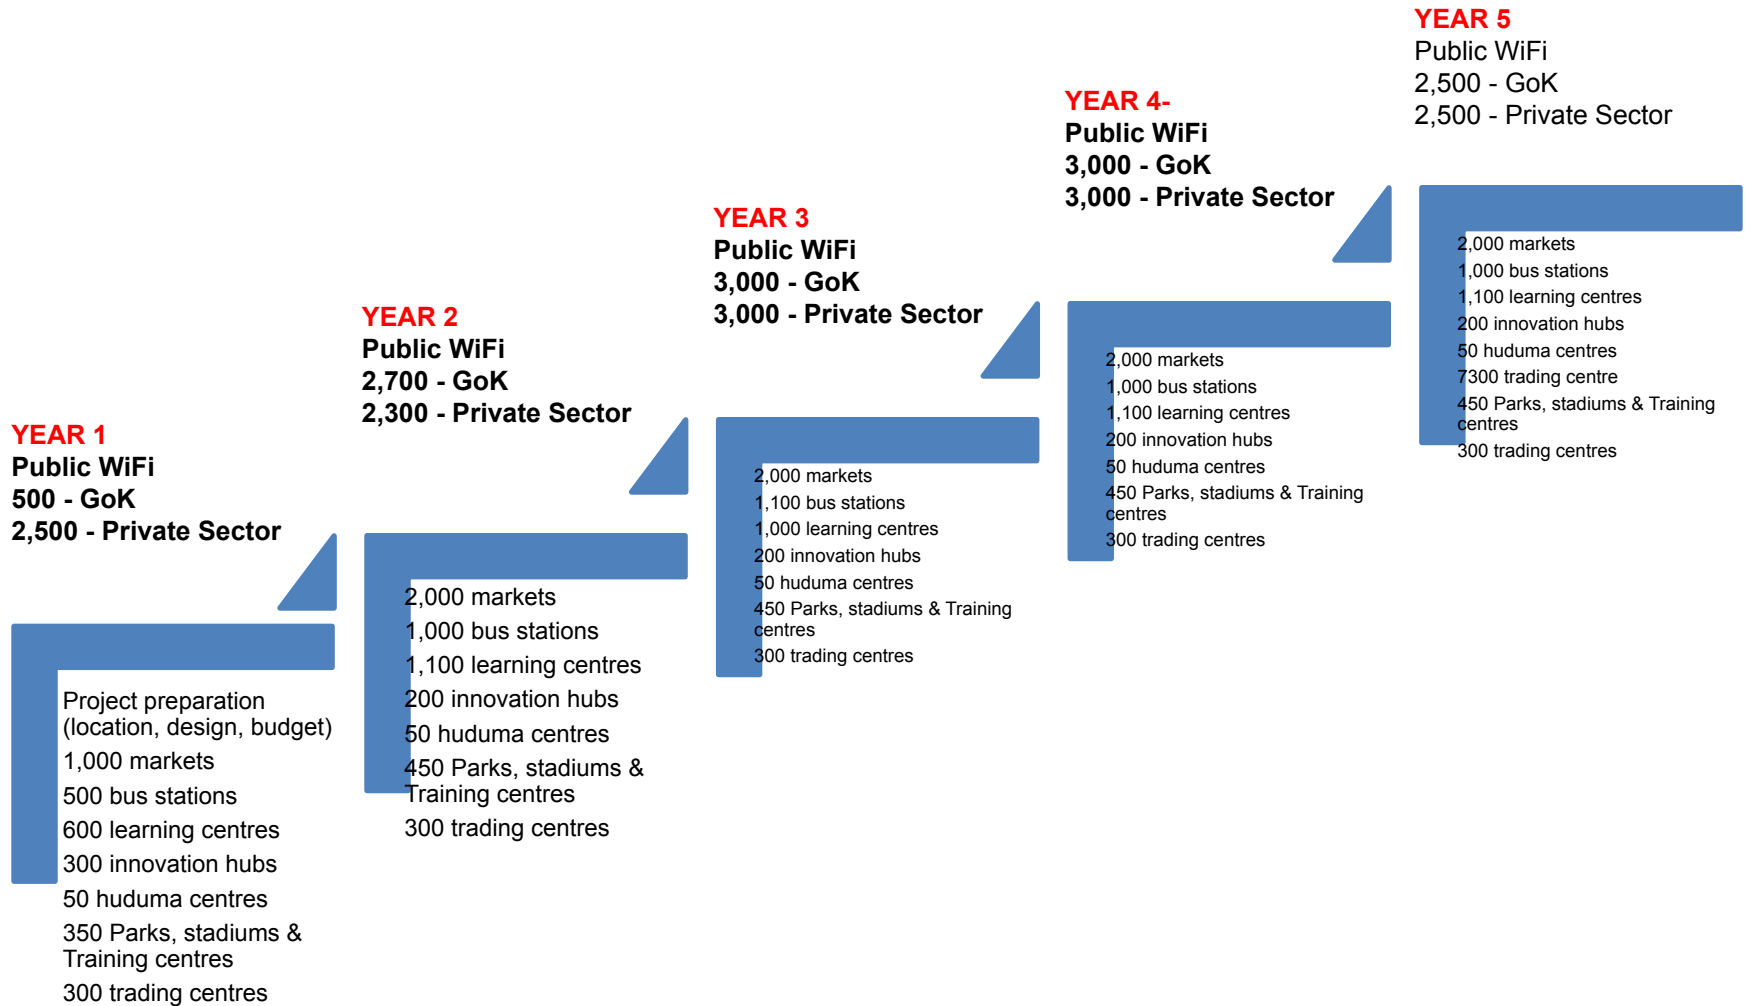 YEAR 1
Public WiFi
500 - GoK
2,500 - Private Sector
Project preparation
(location, design, budget)
1,000 markets
500 bus stations
600 learning centres
300 innovation hubs
50 huduma centres
350 Parks, stadiums &
Training centres
300 trading centres
YEAR 2
Public WiFi
2,700 - GoK
2,300 - Private Sector
2,000 markets
1,000 bus stations
1,100 learning centres
200 innovation hubs
50 huduma centres
450 Parks, stadiums &
Training centres
300 trading centres
YEAR 3
Public WiFi
3,000 - GoK
3,000 - Private Sector
2,000 markets
1,100 bus stations
1,000 learning centres
200 innovation hubs
50 huduma centres
450 Parks, stadiums & Training
centres
300 trading centres
YEAR 4-
Public WiFi
3,000 - GoK
3,000 - Private Sector
2,000 markets
1,000 bus stations
1,100 learning centres
200 innovation hubs
50 huduma centres
450 Parks, stadiums & Training
centres
300 trading centres
YEAR 5
Public WiFi
2,500 - GoK
2,500 - Private Sector
2,000 markets
1,000 bus stations
1,100 learning centres
200 innovation hubs
50 huduma centres
7300 trading centre
450 Parks, stadiums & Training
centres
300 trading centres